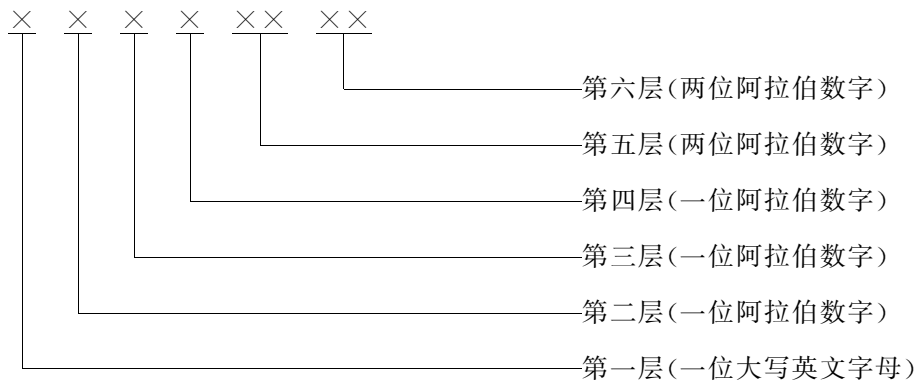 × × × × ×× ××
第六层(两位阿拉伯数字)
第五层(两位阿拉伯数字)
第四层(一位阿拉伯数字)
第三层(一位阿拉伯数字)
第二层(一位阿拉伯数字)
第一层(一位大写英文字母)